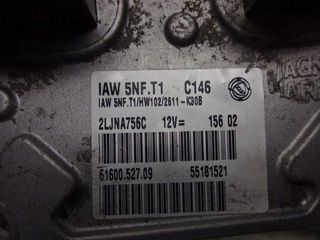 IAW 5NF.T1 C146
IAW 5NF.T1/HW102/2611-K30B
2LJNA756C 12V= 156 02
61600.527.09 55181521